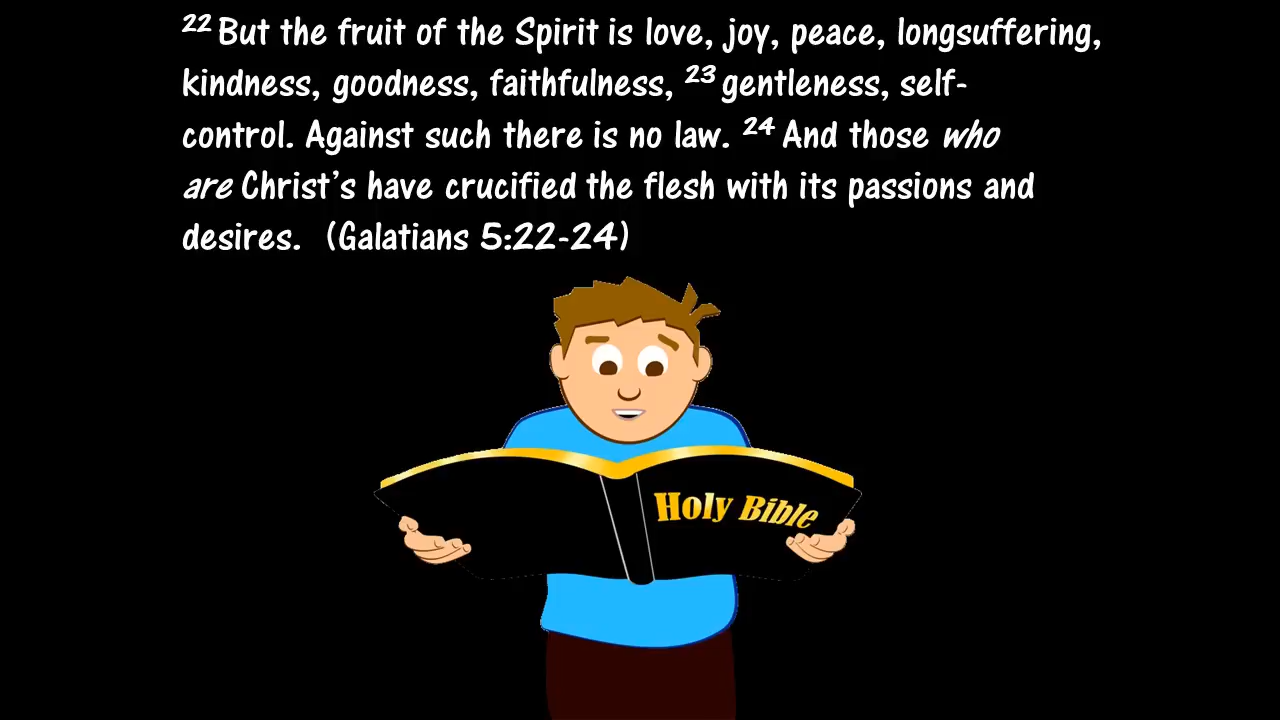 22 But the fruit of the Spirit is love, joy, peace, longsuffering,
kindness, goodness, faithfulness, 23 gentleness, self-
control. Against such there is no law. 24 And those who
are Christ’s have crucified the flesh with its passions and
desires. (Galatians 5:22-24)
Holy Bible